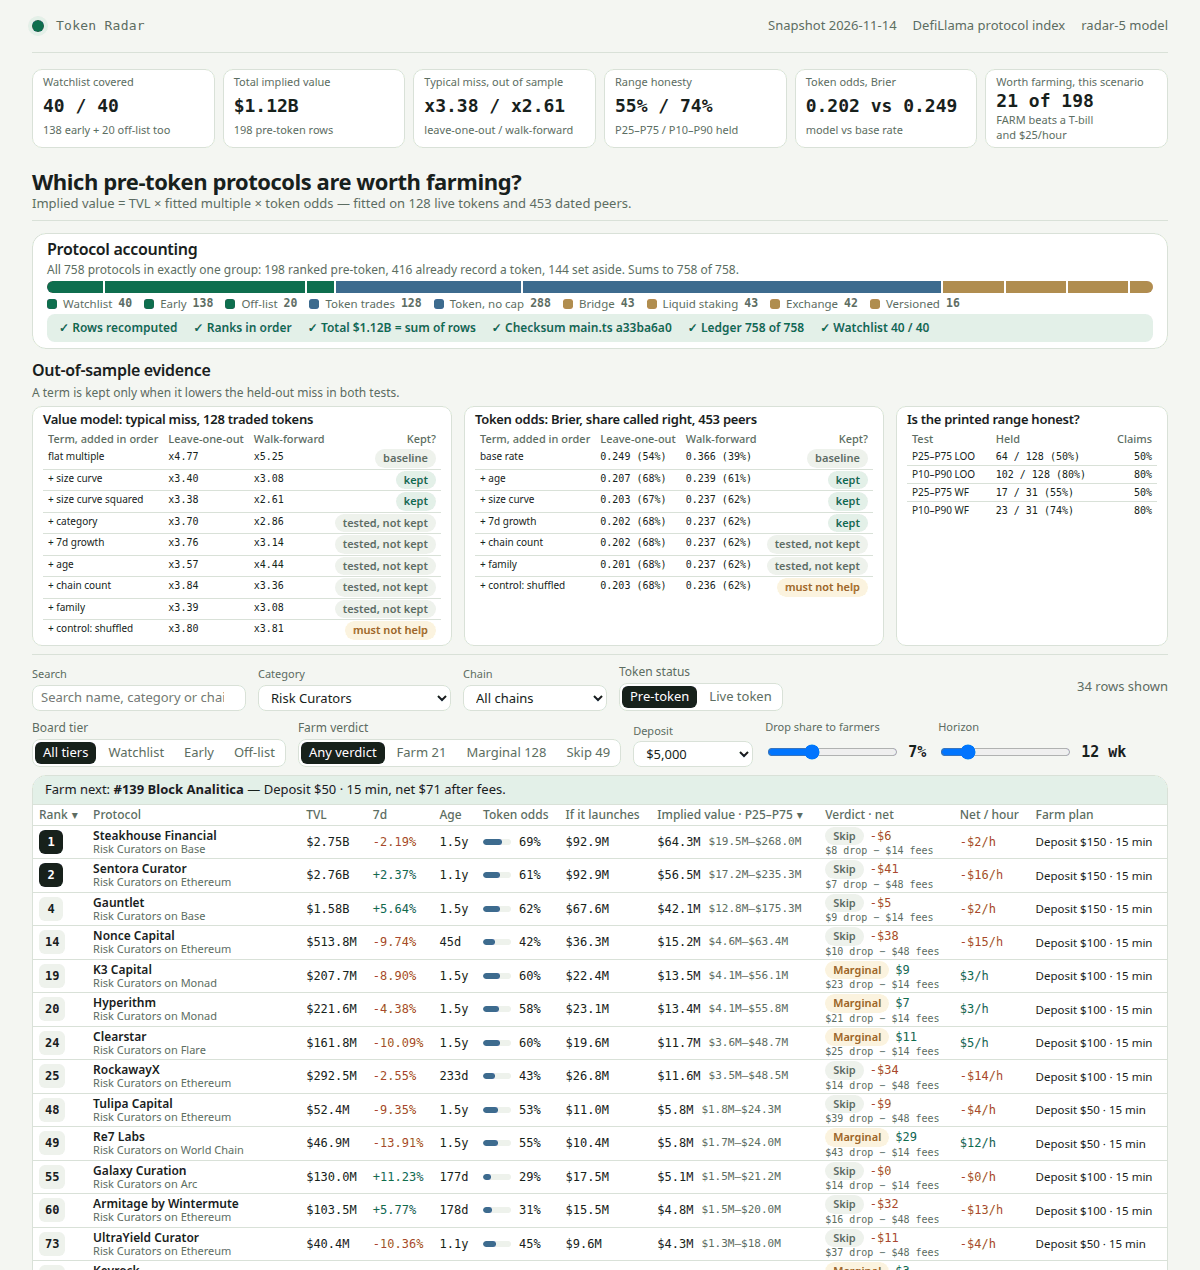 Token Radar
Snapshot 2026-11-14 DefiLlama protocol index radar-5 model
Watchlist covered
40 / 40
138 early + 20 off-list too
Total implied value
$1.12B
198 pre-token rows
Typical miss, out of sample
x3.38 / x2.61
leave-one-out / walk-forward
Range honesty
55% / 74%
P25–P75 / P10–P90 held
Token odds, Brier
0.202 vs 0.249
model vs base rate
Worth farming, this scenario
21 of 198
FARM beats a T-bill
and $25/hour
Which pre-token protocols are worth farming?
Implied value = TVL × fitted multiple × token odds — fitted on 128 live tokens and 453 dated peers.
Protocol accounting
All 758 protocols in exactly one group: 198 ranked pre-token, 416 already record a token, 144 set aside. Sums to 758 of 758.
Watchlist 40 Early 138 Off-list 20 Token trades 128 Token, no cap 288 Bridge 43 Liquid staking 43 Exchange 42 Versioned 16
✓ Rows recomputed ✓ Ranks in order ✓ Total $1.12B = sum of rows ✓ Checksum main.ts a33ba6a0 ✓ Ledger 758 of 758 ✓ Watchlist 40 / 40
Out-of-sample evidence
A term is kept only when it lowers the held-out miss in both tests.
Value model: typical miss, 128 traded tokens
Term, added in order Leave-one-out Walk-forward Kept?
flat multiple x4.77 x5.25 baseline
+ size curve x3.40 x3.08 kept
+ size curve squared x3.38 x2.61 kept
+ category x3.70 x2.86 tested, not kept
+ 7d growth x3.76 x3.14 tested, not kept
+ age x3.57 x4.44 tested, not kept
+ chain count x3.84 x3.36 tested, not kept
+ family x3.39 x3.08 tested, not kept
+ control: shuffled x3.80 x3.81 must not help
Token odds: Brier, share called right, 453 peers
Term, added in order Leave-one-out Walk-forward Kept?
base rate 0.249 (54%) 0.366 (39%) baseline
+ age 0.207 (68%) 0.239 (61%) kept
+ size curve 0.203 (67%) 0.237 (62%) kept
+ 7d growth 0.202 (68%) 0.237 (62%) kept
+ chain count 0.202 (68%) 0.237 (62%) tested, not kept
+ family 0.201 (68%) 0.237 (62%) tested, not kept
+ control: shuffled 0.203 (68%) 0.236 (62%) must not help
Is the printed range honest?
Test Held Claims
P25–P75 LOO 64 / 128 (50%) 50%
P10–P90 LOO 102 / 128 (80%) 80%
P25–P75 WF 17 / 31 (55%) 50%
P10–P90 WF 23 / 31 (74%) 80%
Search
Search name, category or chai
Category
Risk Curators
Chain
All chains
Token status
Pre-token Live token
34 rows shown
Board tier
All tiers Watchlist Early Off-list
Farm verdict
Any verdict Farm 21 Marginal 128 Skip 49
Deposit
$5,000
Drop share to farmers
7%
Horizon
12 wk
Farm next: #139 Block Analitica — Deposit $50 · 15 min, net $71 after fees.
Rank ▾ Protocol TVL 7d Age Token odds If it launches Implied value · P25–P75 ▾ Verdict · net Net / hour Farm plan
1 Steakhouse Financial $2.75B -2.19% 1.5y 69% $92.9M $64.3M $19.5M–$268.0M Skip -$6 -$2/h Deposit $150 · 15 min
Risk Curators on Base $8 drop − $14 fees
2 Sentora Curator $2.76B +2.37% 1.1y 61% $92.9M $56.5M $17.2M–$235.3M Skip -$41 -$16/h Deposit $150 · 15 min
Risk Curators on Ethereum $7 drop − $48 fees
4 Gauntlet $1.58B +5.64% 1.5y 62% $67.6M $42.1M $12.8M–$175.3M Skip -$5 -$2/h Deposit $150 · 15 min
Risk Curators on Base $9 drop − $14 fees
14 Nonce Capital $513.8M -9.74% 45d 42% $36.3M $15.2M $4.6M–$63.4M Skip -$38 -$15/h Deposit $100 · 15 min
Risk Curators on Ethereum $10 drop − $48 fees
19 K3 Capital $207.7M -8.90% 1.5y 60% $22.4M $13.5M $4.1M–$56.1M Marginal $9 $3/h Deposit $100 · 15 min
Risk Curators on Monad $23 drop − $14 fees
20 Hyperithm $221.6M -4.38% 1.5y 58% $23.1M $13.4M $4.1M–$55.8M Marginal $7 $3/h Deposit $100 · 15 min
Risk Curators on Monad $21 drop − $14 fees
24 Clearstar $161.8M -10.09% 1.5y 60% $19.6M $11.7M $3.6M–$48.7M Marginal $11 $5/h Deposit $100 · 15 min
Risk Curators on Flare $25 drop − $14 fees
25 RockawayX $292.5M -2.55% 233d 43% $26.8M $11.6M $3.5M–$48.5M Skip -$34 -$14/h Deposit $100 · 15 min
Risk Curators on Ethereum $14 drop − $48 fees
48 Tulipa Capital $52.4M -9.35% 1.5y 53% $11.0M $5.8M $1.8M–$24.3M Skip -$9 -$4/h Deposit $50 · 15 min
Risk Curators on Ethereum $39 drop − $48 fees
49 Re7 Labs $46.9M -13.91% 1.5y 55% $10.4M $5.8M $1.7M–$24.0M Marginal $29 $12/h Deposit $50 · 15 min
Risk Curators on World Chain $43 drop − $14 fees
55 Galaxy Curation $130.0M +11.23% 177d 29% $17.5M $5.1M $1.5M–$21.2M Skip -$0 -$0/h Deposit $100 · 15 min
Risk Curators on Arc $14 drop − $14 fees
60 Armitage by Wintermute $103.5M +5.77% 178d 31% $15.5M $4.8M $1.5M–$20.0M Skip -$32 -$13/h Deposit $100 · 15 min
Risk Curators on Ethereum $16 drop − $48 fees
73 UltraYield Curator $40.4M -10.36% 1.1y 45% $9.6M $4.3M $1.3M–$18.0M Skip -$11 -$4/h Deposit $50 · 15 min
Risk Curators on Ethereum $37 drop − $48 fees